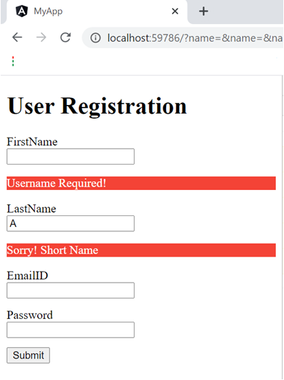 MyApp
localhost:59786/?name=&name=&na
User Registration
FirstName
Username Required!
LastName
A
Sorry! Short Name
EmailID
Password
Submit